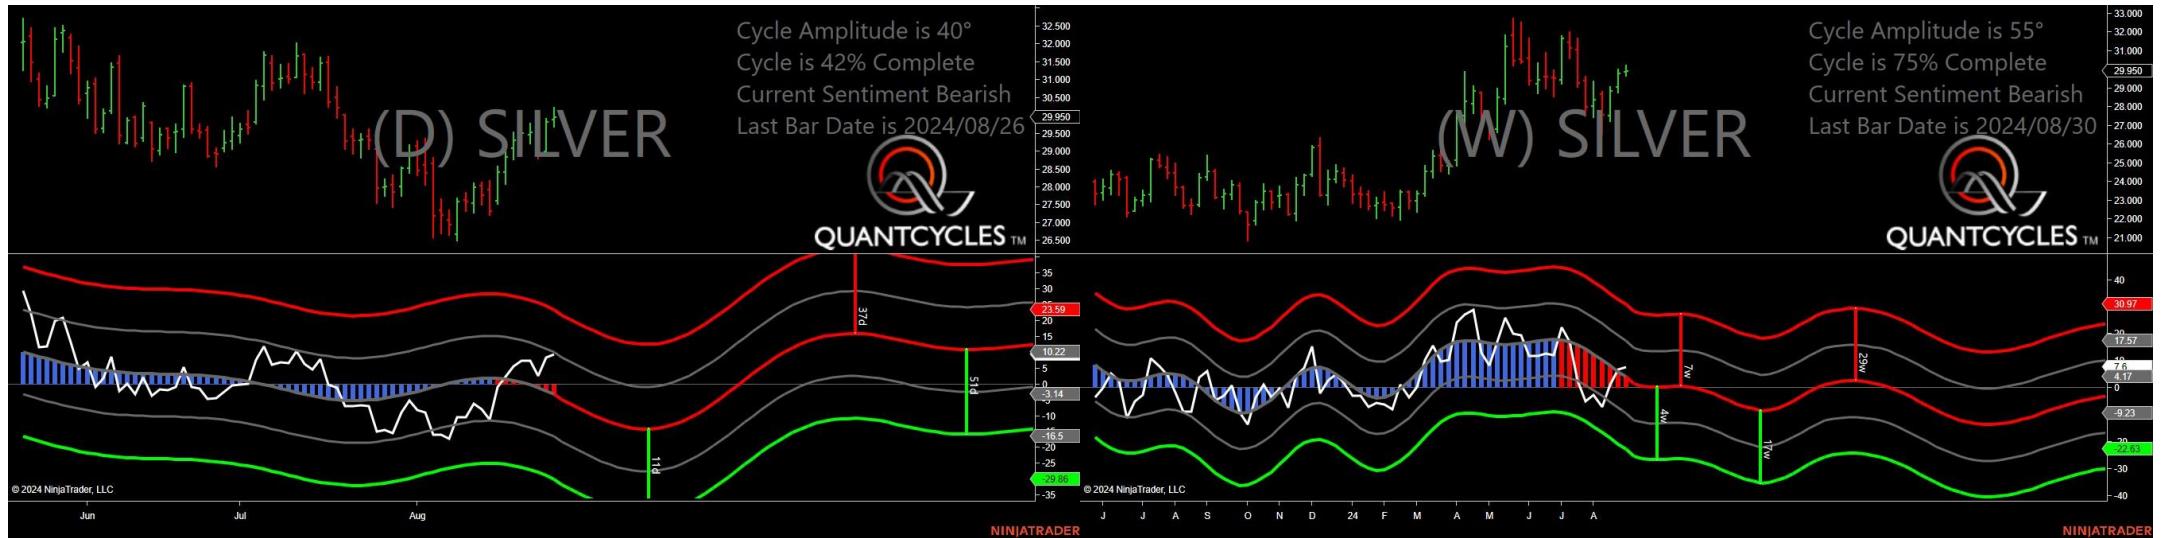 Cycle Amplitude is 40°
Cycle is 42% Complete
Current Sentiment Bearish
Last Bar Date is 2024/08/26
(D) SILVER
QUANTCYCLES TM
32.500
32.000
31.500
31.000
30.500
29.950
29.500
29.000
28.500
28.000
27.500
27.000
26.500
35
30
23.59
20
15
10.22
5
0
-3.14
-10
-16.5
-20
-25
-29.86
-35
37d
51d
11d
© 2024 NinjaTrader, LLC
Jun Jul Aug
NINJATRADER
Cycle Amplitude is 55°
Cycle is 75% Complete
Current Sentiment Bearish
Last Bar Date is 2024/08/30
(W) SILVER
QUANTCYCLES TM
33.000
32.000
31.000
29.950
29.000
28.000
27.000
26.000
25.000
24.000
23.000
22.000
21.000
40
30.97
17.57
7.6
4.17
0
-9.23
-22.63
-30
-40
7w
29w
4w
17w
© 2024 NinjaTrader, LLC
J J A S O N D 24 F M A M J J A
NINJATRADER